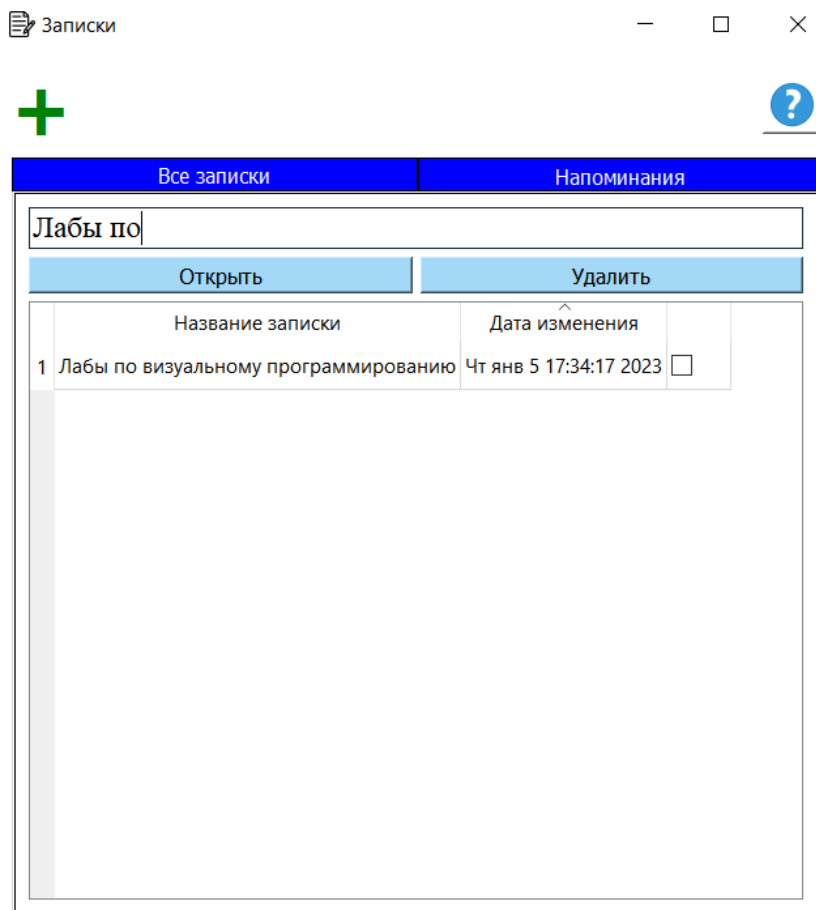 Записки
?
Все записки Напоминания
Лабы по
Открыть Удалить
Название записки Дата изменения
1 Лабы по визуальному программированию Чт янв 5 17:34:17 2023